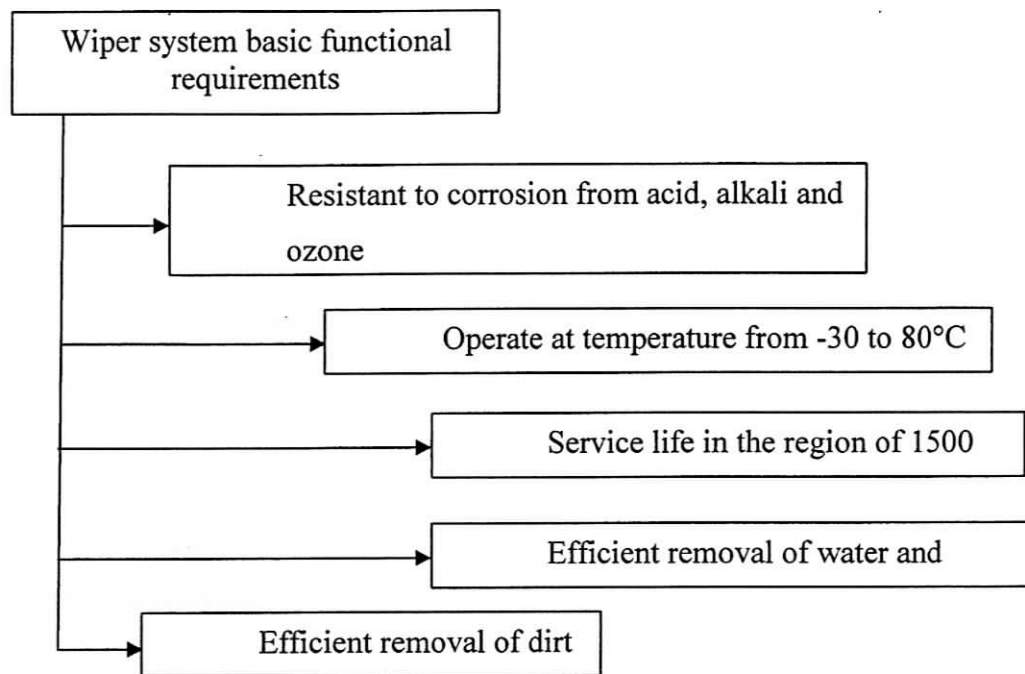 Wiper system basic functional
requirements
Resistant to corrosion from acid, alkali and
ozone
Operate at temperature from -30 to 80°C
Service life in the region of 1500
Efficient removal of water and
Efficient removal of dirt